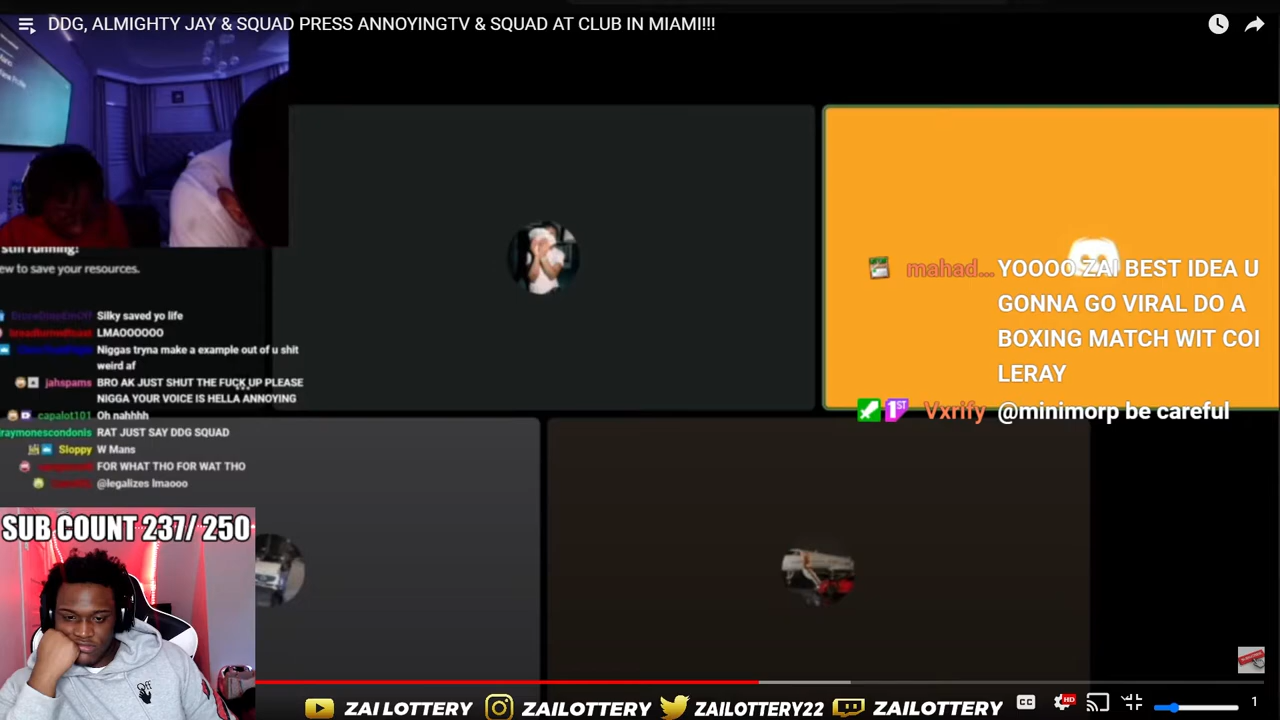 DDG, ALMIGHTY JAY & SQUAD PRESS ANNOYINGTV & SQUAD AT CLUB IN MIAMI!!!
still running!
ew to save your resources.
mahad... YOOOO ZAI BEST IDEA U
GONNA GO VIRAL DO A
BOXING MATCH WIT COI
LERAY
Vxrify @minimorp be careful
Silky saved yo life
LMAOOOOOO
Niggas tryna make a example out of u shit
weird af
jahspams BRO AK JUST SHUT THE FUCK UP PLEASE
NIGGA YOUR VOICE IS HELLA ANNOYING
capalot101 Oh nahhhh
raymonescondonis RAT JUST SAY DDG SQUAD
Sloppy W Mans
FOR WHAT THO FOR WAT THO
@legalizes lmaooo
SUB COUNT 237/ 250
Off
ZAI LOTTERY ZAILOTTERY ZAILOTTERY22 ZAILOTTERY
CC
HD
1